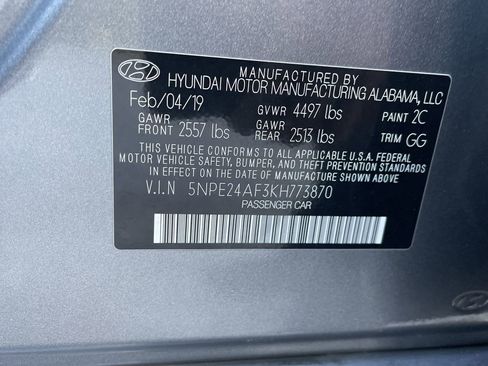 MANUFACTURED BY
HYUNDAI MOTOR MANUFACTURING ALABAMA, LLC
Feb/04/19 GVWR 4497 lbs PAINT 2C
GAWR FRONT 2557 lbs GAWR REAR 2513 lbs TRIM GG
THIS VEHICLE CONFORMS TO ALL APPLICABLE U.S.A. FEDERAL
MOTOR VEHICLE SAFETY, BUMPER, AND THEFT PREVENTION STANDARDS
IN EFFECT ON THE DATE OF MANUFACTURE SHOWN ABOVE.
V.I.N 5NPE24AF3KH773870
PASSENGER CAR